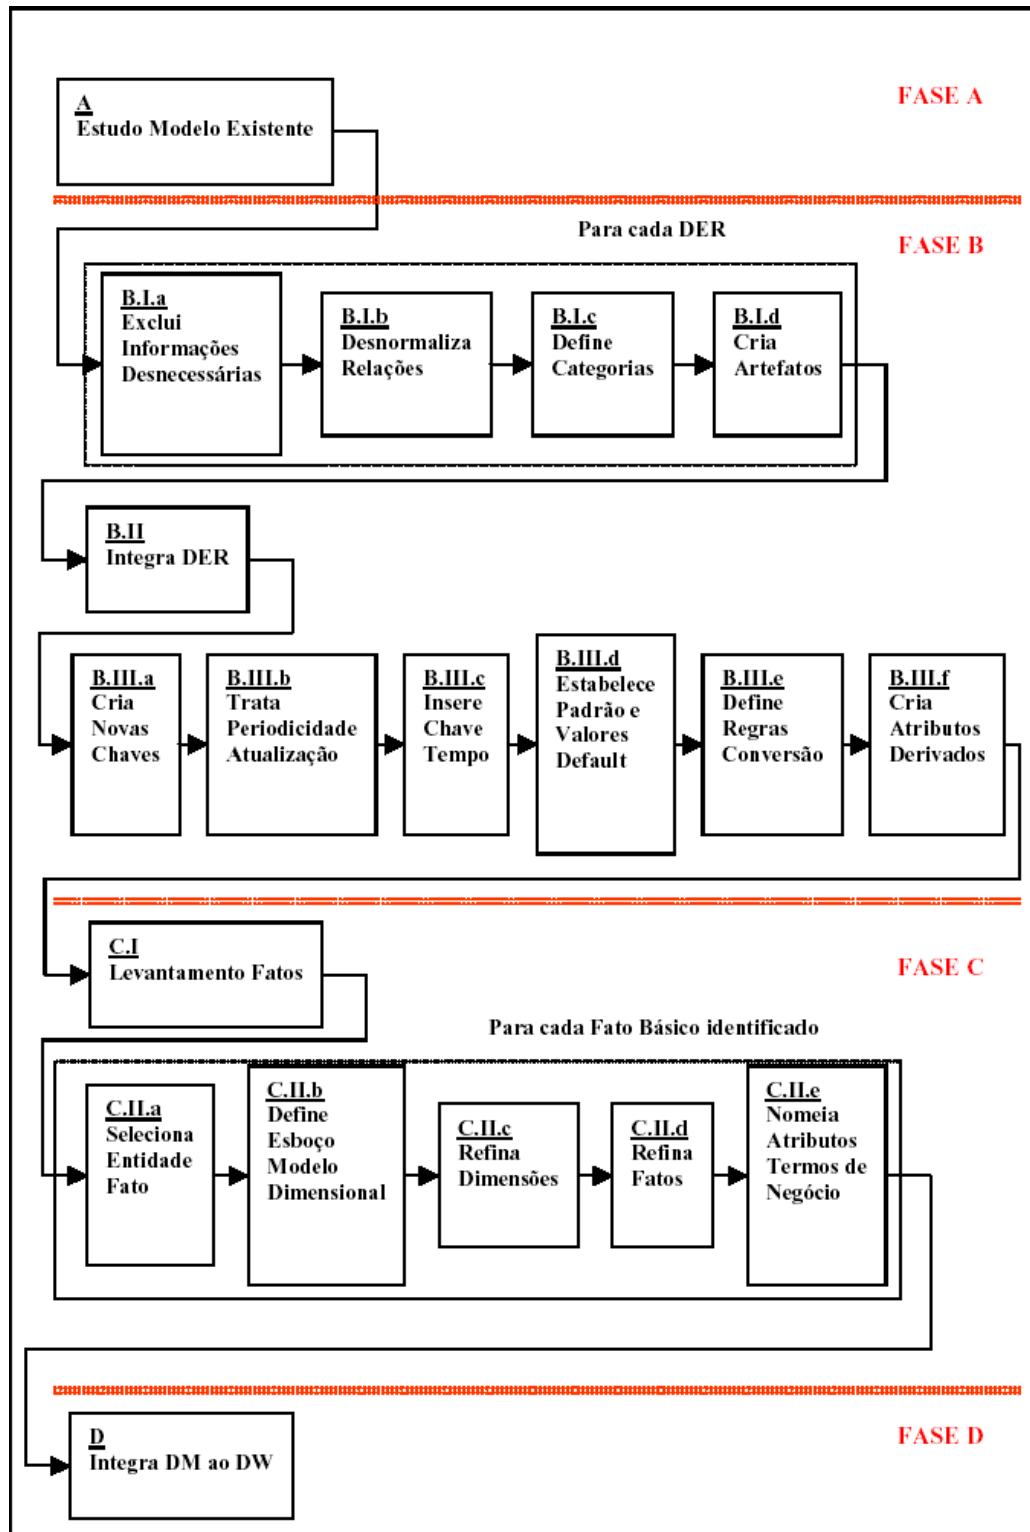 FASE A
A
Estudo Modelo Existente
Para cada DER
FASE B
B.I.a
Exclui
Informações
Desnecessárias
B.I.b
Desnormaliza
Relações
B.I.c
Define
Categorias
B.I.d
Cria
Artefatos
B.II
Integra DER
B.III.a
Cria
Novas
Chaves
B.III.b
Trata
Periodicidade
Atualização
B.III.c
Insere
Chave
Tempo
B.III.d
Estabelece
Padrão e
Valores
Default
B.III.e
Define
Regras
Conversão
B.III.f
Cria
Atributos
Derivados
C.I
Levantamento Fatos
FASE C
Para cada Fato Básico identificado
C.II.a
Seleciona
Entidade
Fato
C.II.b
Define
Esboço
Modelo
Dimensional
C.II.c
Refina
Dimensões
C.II.d
Refina
Fatos
C.II.e
Nomeia
Atributos
Termos de
Negócio
D
Integra DM ao DW
FASE D